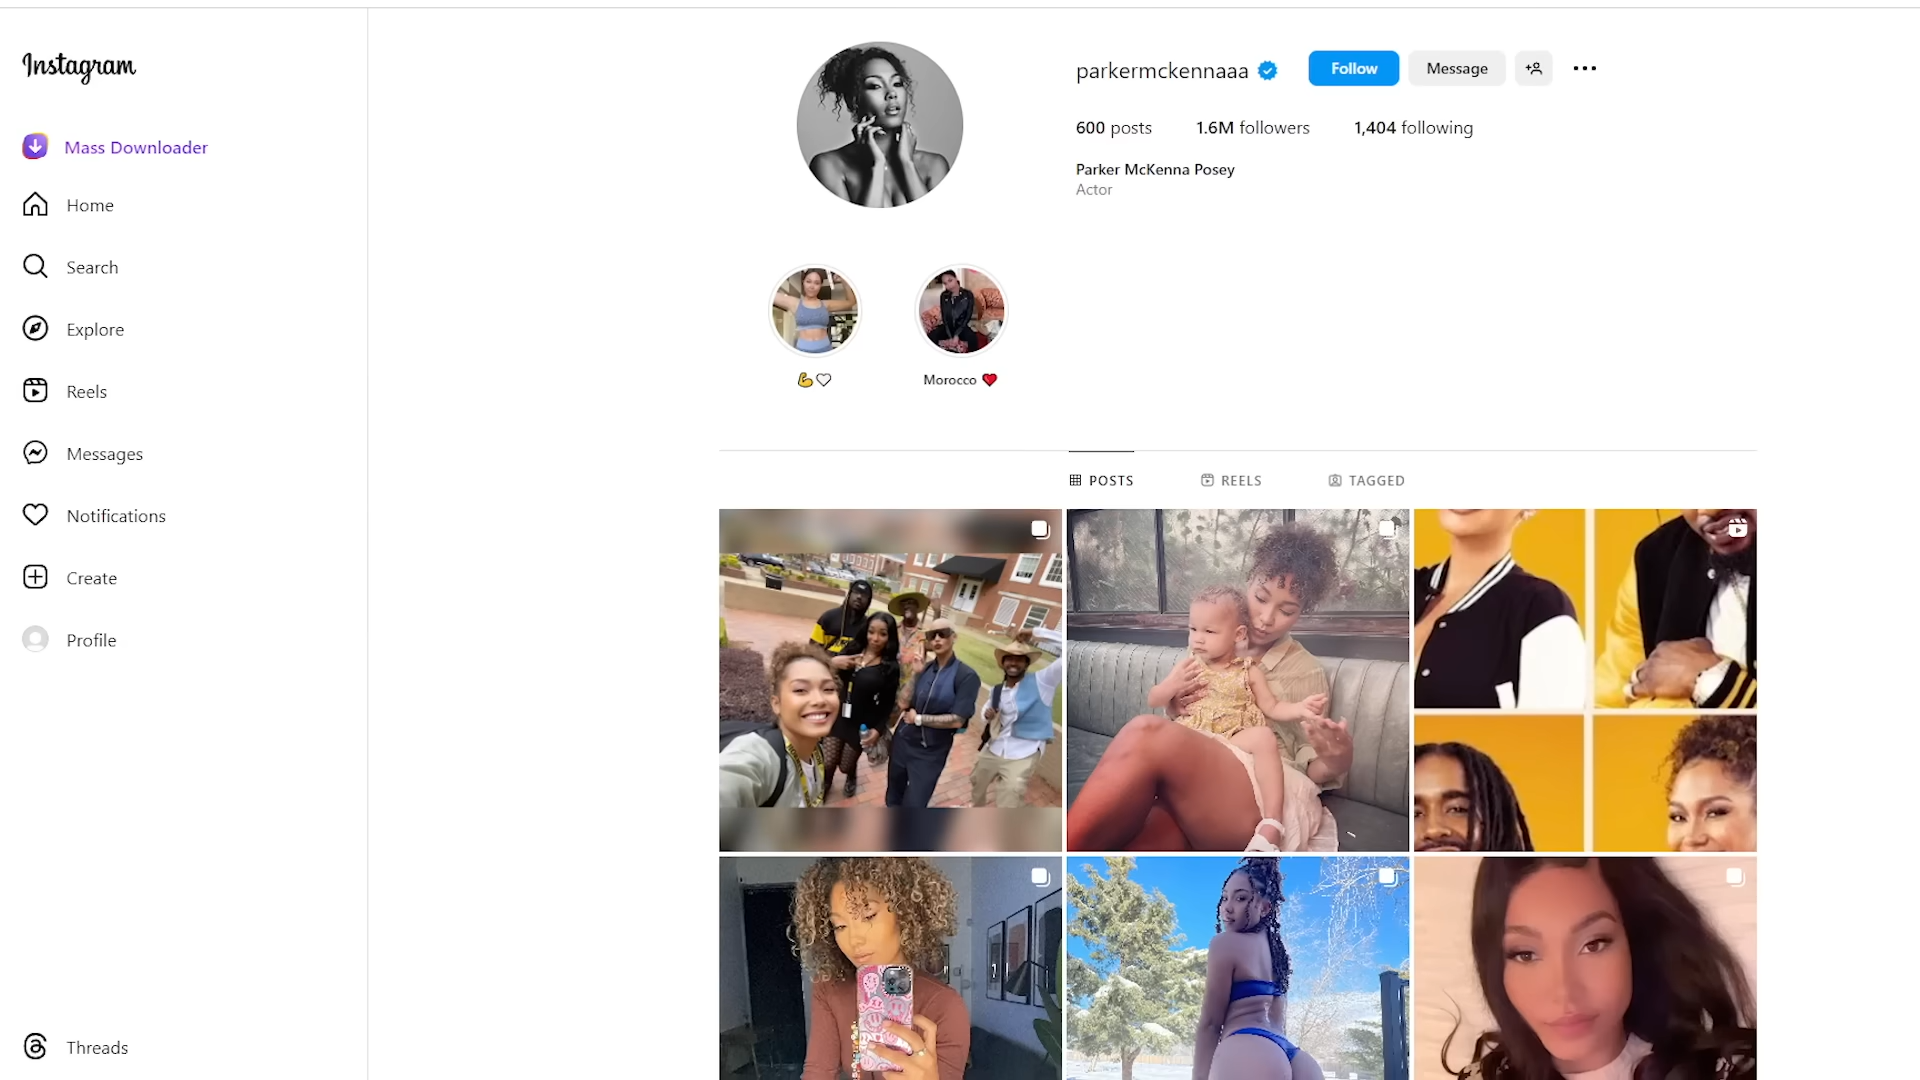 Instagram
Mass Downloader
Home
Search
Explore
Reels
Messages
Notifications
Create
Profile
Threads
parkermckennaaa
Follow
Message
600 posts
1.6M followers
1,404 following
Parker McKenna Posey
Actor
💪🤍
Morocco ❤️
POSTS
REELS
TAGGED